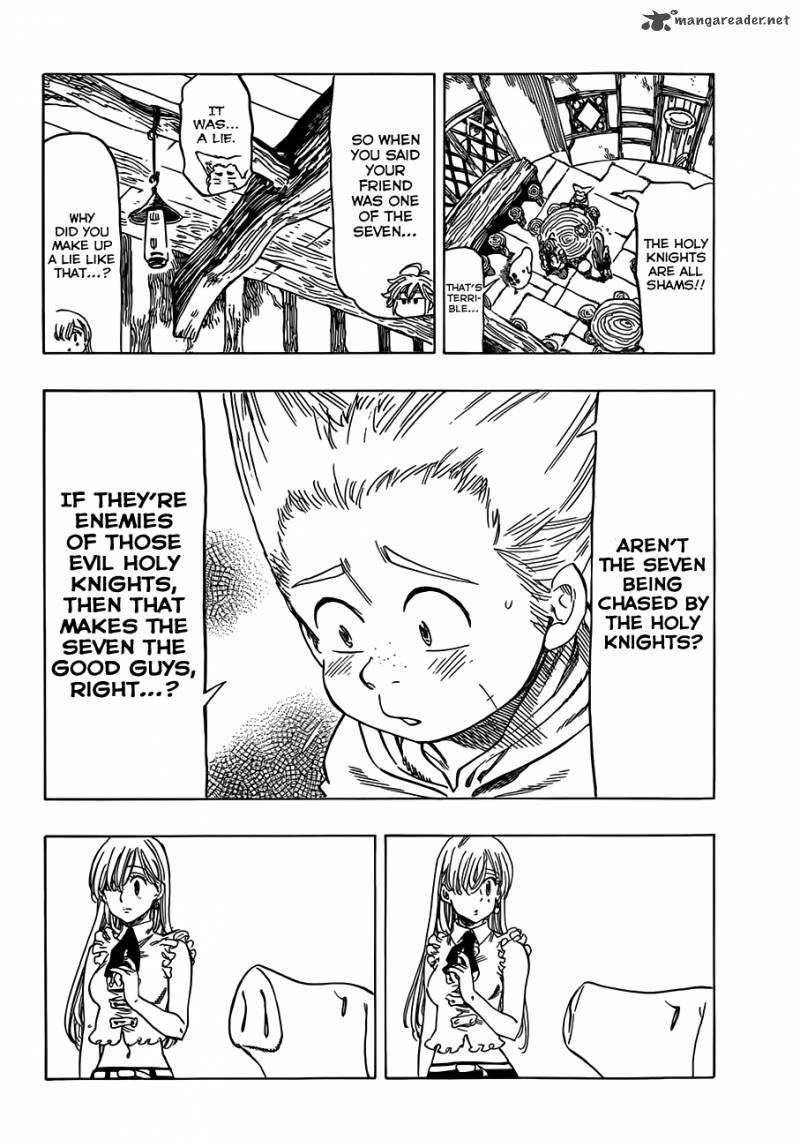 mangareader.net
THE HOLY
KNIGHTS
ARE ALL
SHAMS!!
THAT'S
TERRI-
BLE...
SO WHEN
YOU SAID
YOUR
FRIEND
WAS ONE
OF THE
SEVEN...
IT
WAS...
A LIE.
WHY
DID YOU
MAKE UP
A LIE LIKE
THAT...?
AREN'T
THE SEVEN
BEING
CHASED BY
THE HOLY
KNIGHTS?
IF THEY'RE
ENEMIES
OF THOSE
EVIL HOLY
KNIGHTS,
THEN THAT
MAKES THE
SEVEN THE
GOOD GUYS,
RIGHT...?